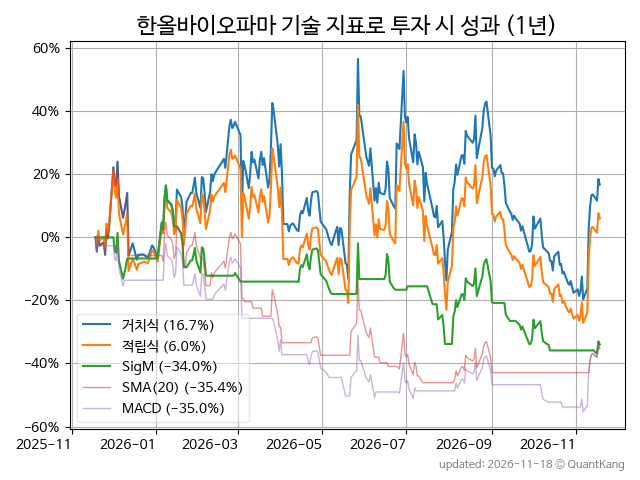 한올바이오파마 기술 지표로 투자 시 성과 (1년)
60%
40%
20%
0%
−20%
−40%
−60%
거치식 (16.7%)
적립식 (6.0%)
SigM (−34.0%)
SMA(20) (−35.4%)
MACD (−35.0%)
2025-11
2026-01
2026-03
2026-05
2026-07
2026-09
2026-11
updated: 2026-11-18 © QuantKang